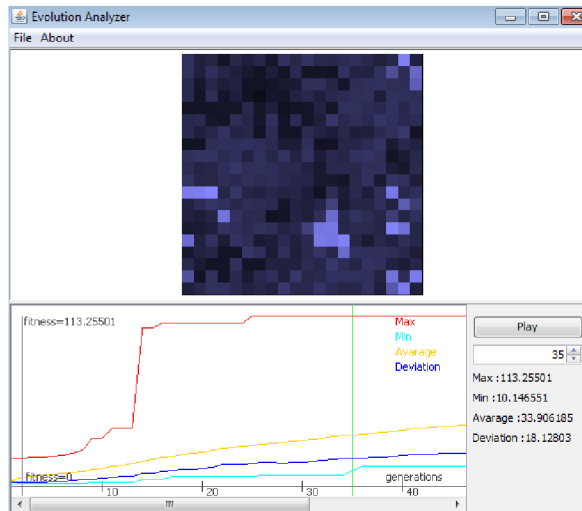 Evolution Analyzer
File About
fitness=113.25501
Max
Min
Avarage
Deviation
fitness=0
generations
10 20 30 40
Play
35
Max :113.25501
Min :10.146551
Avarage :33.906185
Deviation :18.12803